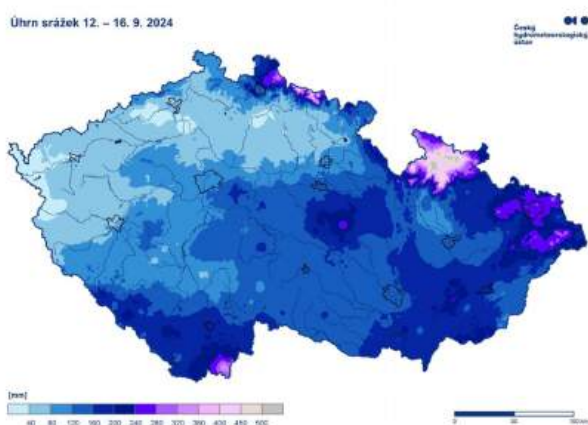 Úhrn srážek 12. – 16. 9. 2024
Český
hydrometeorologický
ústav
[mm]
40 80 120 160 200 240 280 320 360 400 450 500
0